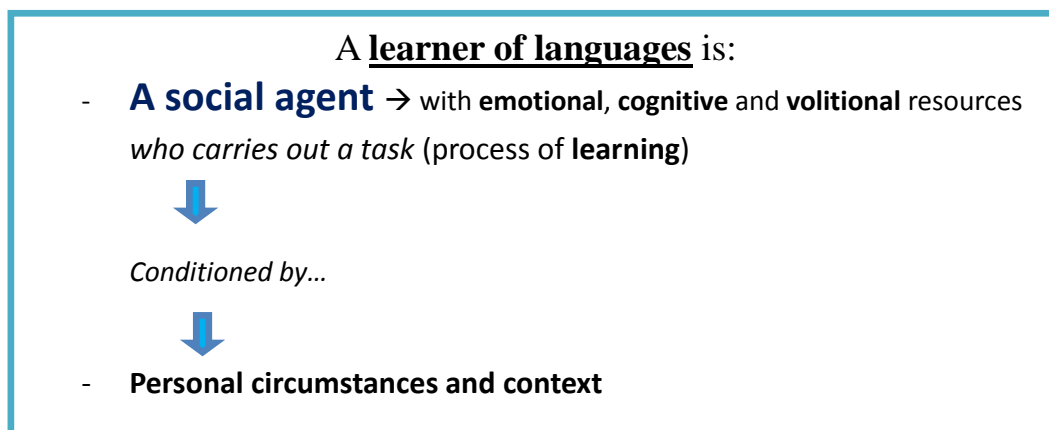 A learner of languages is:
- A social agent → with emotional, cognitive and volitional resources
who carries out a task (process of learning)
Conditioned by…
- Personal circumstances and context